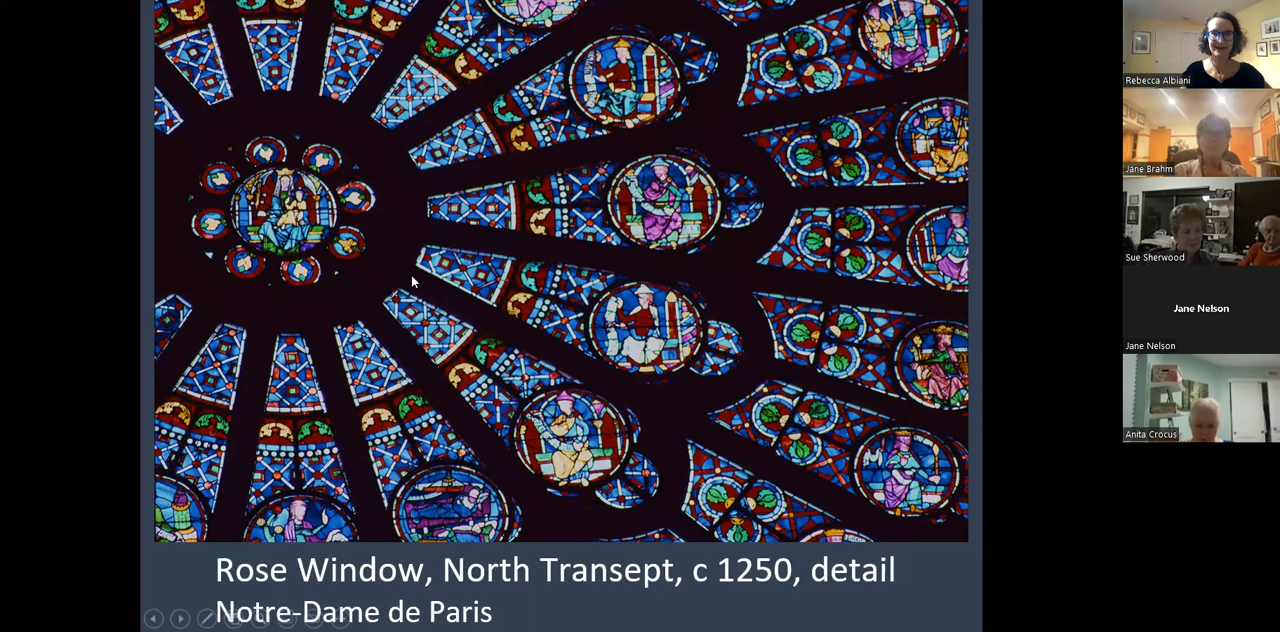 Rebecca Albiani
Jane Brahm
Sue Sherwood
Jane Nelson
Jane Nelson
Anita Crocus
Rose Window, North Transept, c 1250, detail
Notre-Dame de Paris